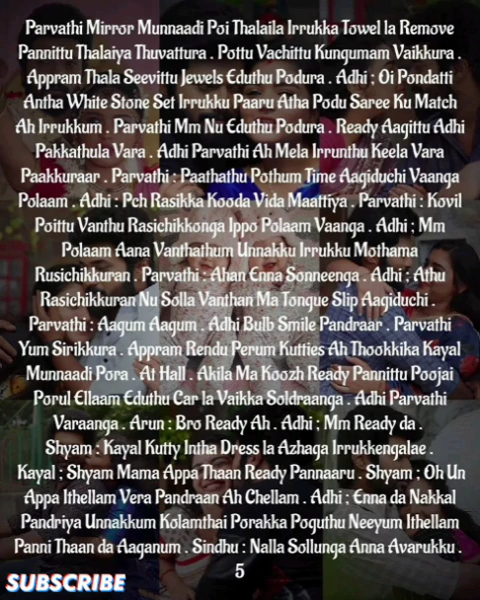 Parvathi Mirror Munnaadi Poi Thalaila Irrukka Towel la Remove
Pannittu Thalaiya Thuvattura . Pottu Vachittu Kungumam Vaikkura .
Appram Thala Seevittu Jewels Eduthu Podura . Adhi ; Oi Pondatti
Antha White Stone Set Irrukku Paaru Atha Podu Saree Ku Match
Ah Irrukkum . Parvathi Mm Nu Eduthu Podura . Ready Aagittu Adhi
Pakkathula Vara . Adhi Parvathi Ah Mela Irrunthu Keela Vara
Paakkuraar . Parvathi : Paathathu Pothum Time Aagiduchi Vaanga
Polaam . Adhi : Pch Rasikka Kooda Vida Maattiya . Parvathi : Kovil
Poittu Vanthu Rasichikkonga Ippo Polaam Vaanga . Adhi ; Mm
Polaam Aana Vanthathum Unnakku Irrukku Mothama
Rusichikkuran . Parvathi : Ahan Enna Sonneenga . Adhi ; Athu
Rasichikkuran Nu Solla Vanthan Ma Tongue Slip Aagiduchi .
Parvathi : Aagum Aagum . Adhi Bulb Smile Pandraar . Parvathi
Yum Sirikkura . Appram Rendu Perum Kutties Ah Thookkika Kayal
Munnaadi Pora . At Hall . Akila Ma Koozh Ready Pannittu Poojai
Porul Ellaam Eduthu Car la Vaikka Soldraanga . Adhi Parvathi
Varaanga . Arun : Bro Ready Ah . Adhi ; Mm Ready da .
Shyam : Kayal Kutty Intha Dress la Azhaga Irrukkengalae .
Kayal ; Shyam Mama Appa Thaan Ready Pannaaru . Shyam ; Oh Un
Appa Ithellam Vera Pandraan Ah Chellam . Adhi ; Enna da Nakkal
Pandriya Unnakkum Kolamthai Porakka Poguthu Neeyum Ithellam
Panni Thaan da Aaganum . Sindhu : Nalla Sollunga Anna Avarukku .
5
SUBSCRIBE